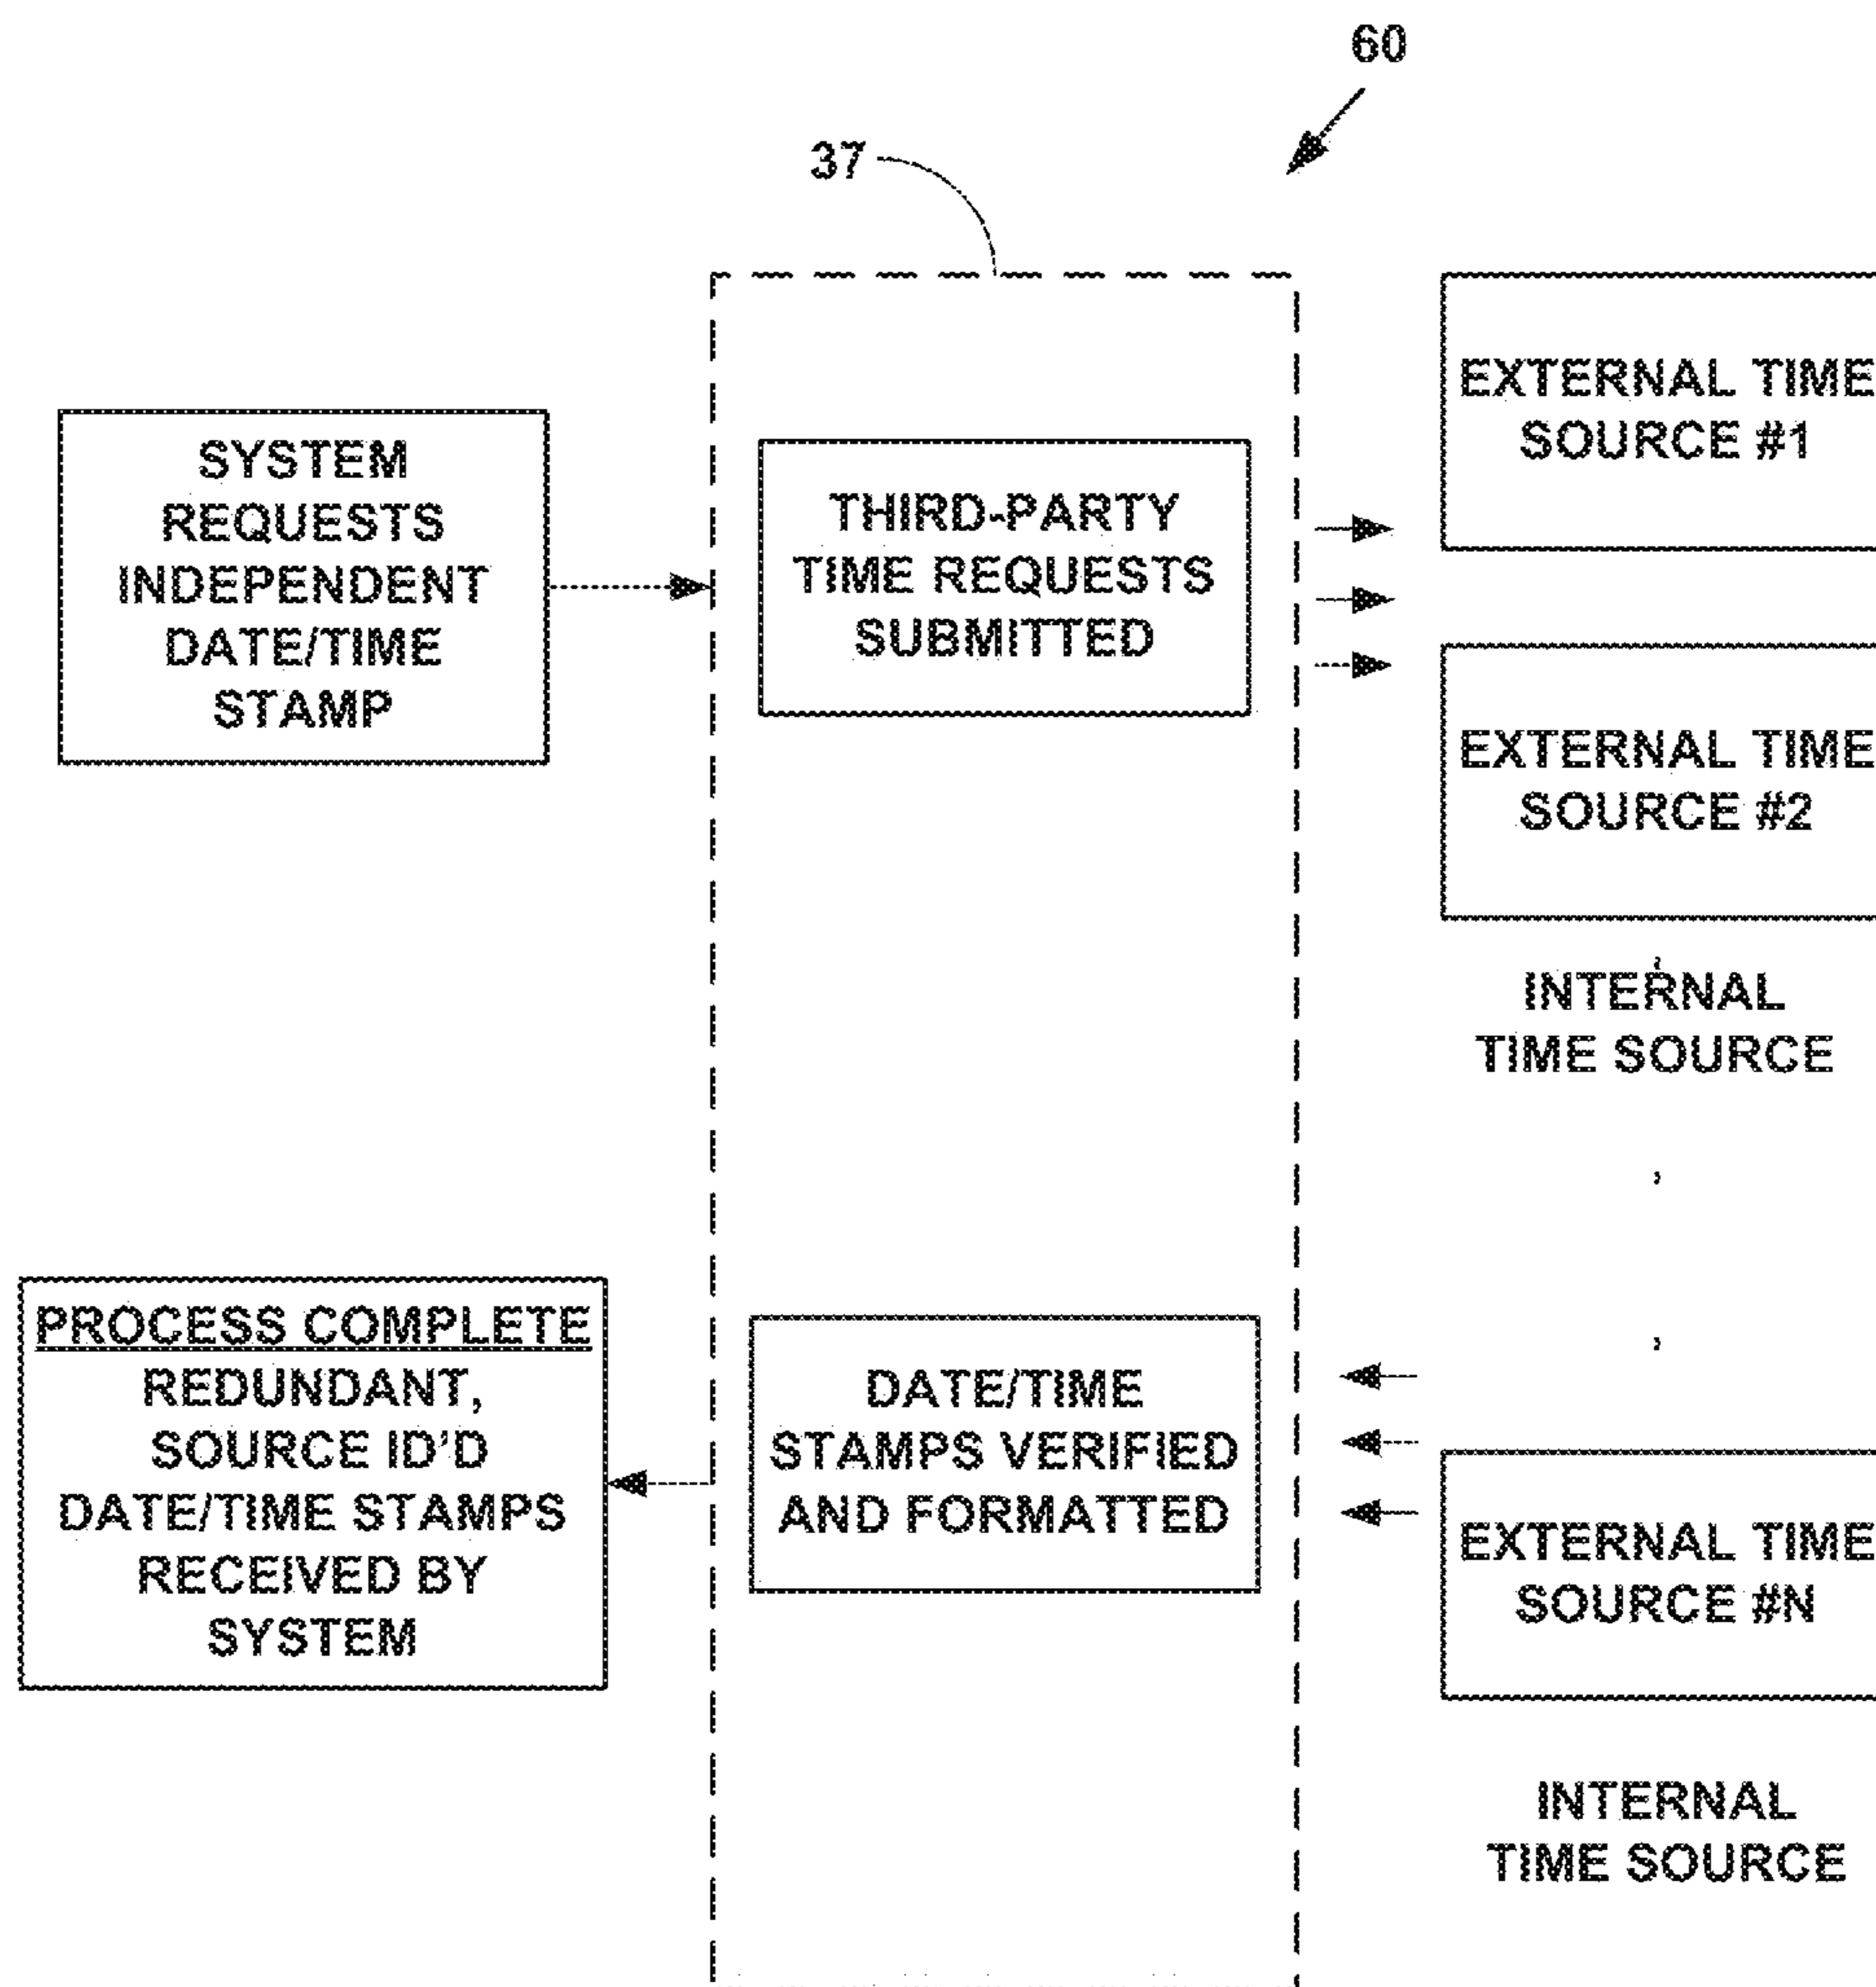 60
37
SYSTEM
REQUESTS
INDEPENDENT
DATE/TIME
STAMP
THIRD-PARTY
TIME REQUESTS
SUBMITTED
EXTERNAL TIME
SOURCE #1
EXTERNAL TIME
SOURCE #2
INTERNAL
TIME SOURCE
PROCESS COMPLETE
REDUNDANT,
SOURCE ID'D
DATE/TIME STAMPS
RECEIVED BY
SYSTEM
DATE/TIME
STAMPS VERIFIED
AND FORMATTED
EXTERNAL TIME
SOURCE #N
INTERNAL
TIME SOURCE